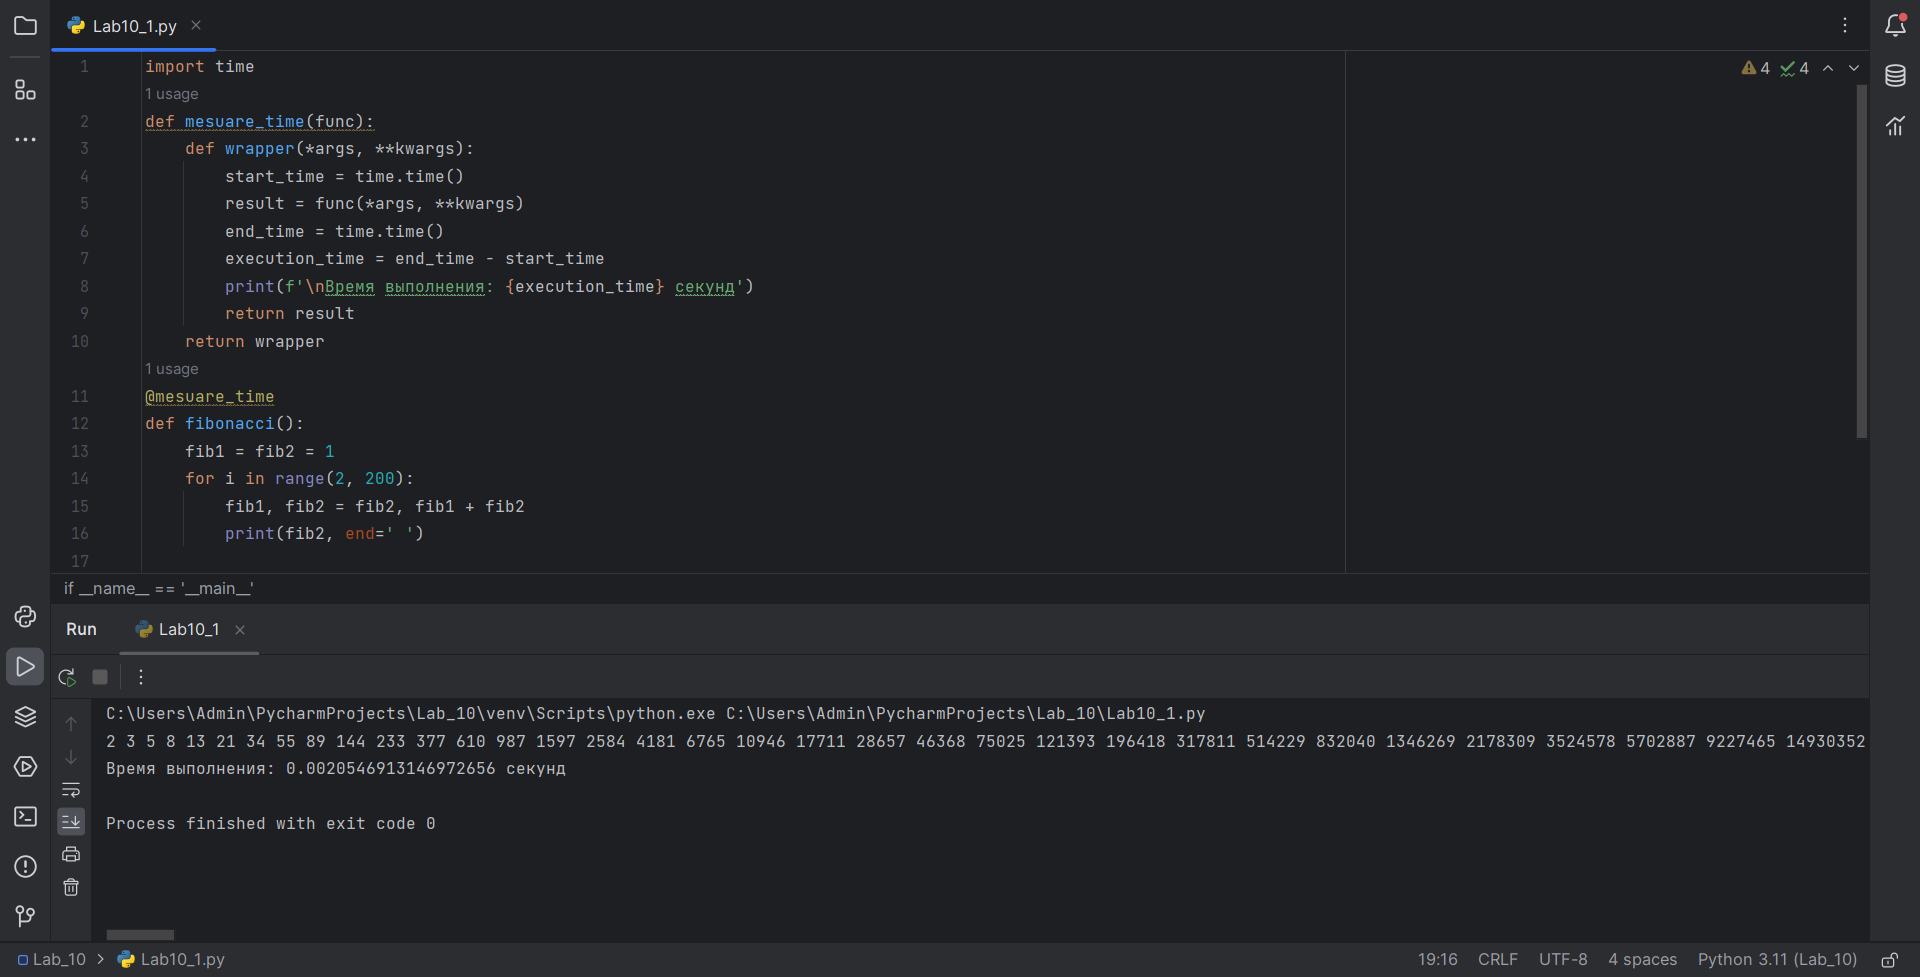 Lab10_1.py
4 4
1 import time
1 usage
2 def mesuare_time(func):
3 def wrapper(*args, **kwargs):
4 start_time = time.time()
5 result = func(*args, **kwargs)
6 end_time = time.time()
7 execution_time = end_time - start_time
8 print(f'\nВремя выполнения: {execution_time} секунд')
9 return result
10 return wrapper
1 usage
11 @mesuare_time
12 def fibonacci():
13 fib1 = fib2 = 1
14 for i in range(2, 200):
15 fib1, fib2 = fib2, fib1 + fib2
16 print(fib2, end=' ')
17
if __name__ == '__main__'
Run Lab10_1
C:\Users\Admin\PycharmProjects\Lab_10\venv\Scripts\python.exe C:\Users\Admin\PycharmProjects\Lab_10\Lab10_1.py
2 3 5 8 13 21 34 55 89 144 233 377 610 987 1597 2584 4181 6765 10946 17711 28657 46368 75025 121393 196418 317811 514229 832040 1346269 2178309 3524578 5702887 9227465 14930352
Время выполнения: 0.0020546913146972656 секунд
Process finished with exit code 0
Lab_10 > Lab10_1.py 19:16 CRLF UTF-8 4 spaces Python 3.11 (Lab_10)